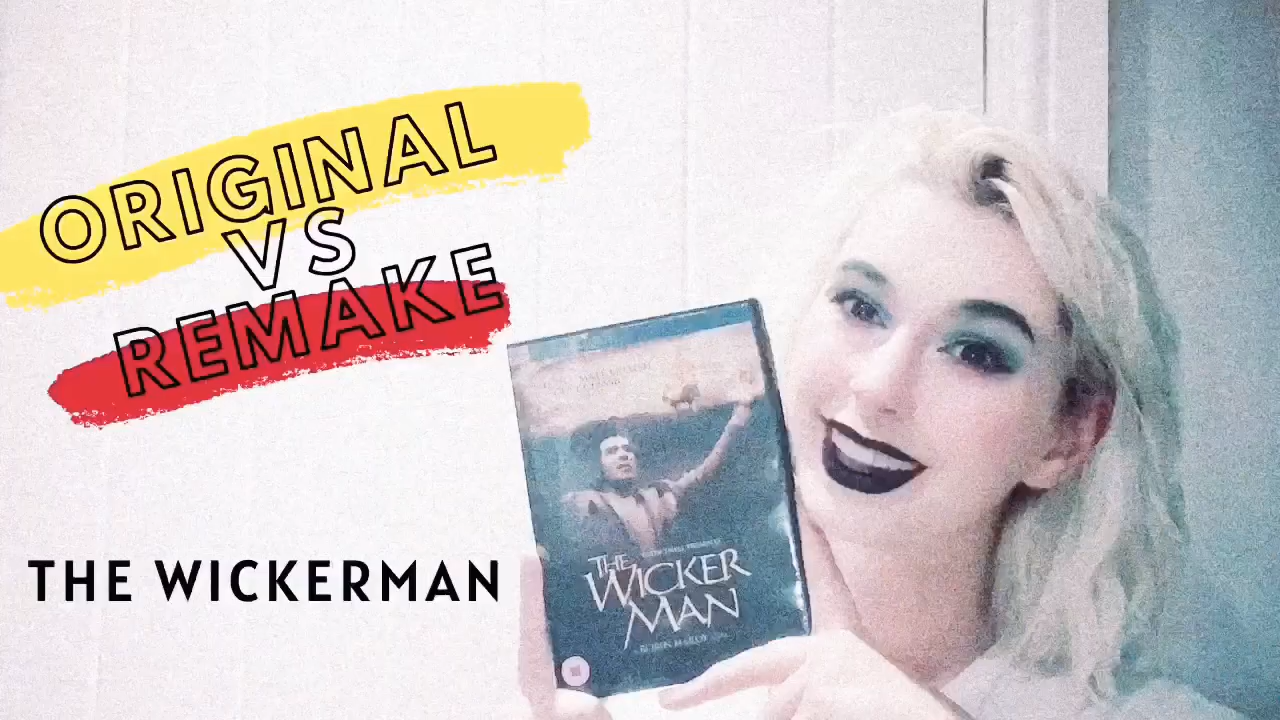 ORIGINAL
VS
REMAKE
THE WICKERMAN
THE
WICKER
MAN